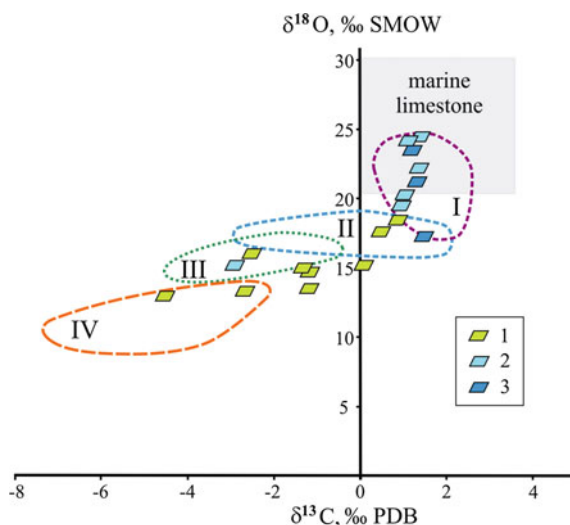 δ¹⁸O, ‰ SMOW
30
marine
limestone
25
20
I
II
15
III
IV
10
1
2
3
5
-8
-6
-4
-2
0
2
4
δ¹³C, ‰ PDB